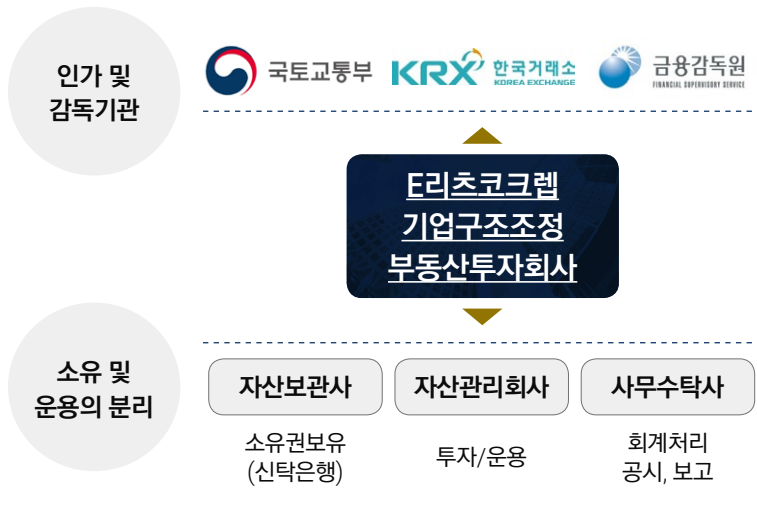 인가 및
감독기관
국토교통부
KRX 한국거래소
KOREA EXCHANGE
금융감독원
FINANCIAL SUPERVISORY SERVICE
E리츠코크렙
기업구조조정
부동산투자회사
소유 및
운용의 분리
자산보관사
자산관리회사
사무수탁사
소유권보유
(신탁은행)
투자/운용
회계처리
공시, 보고